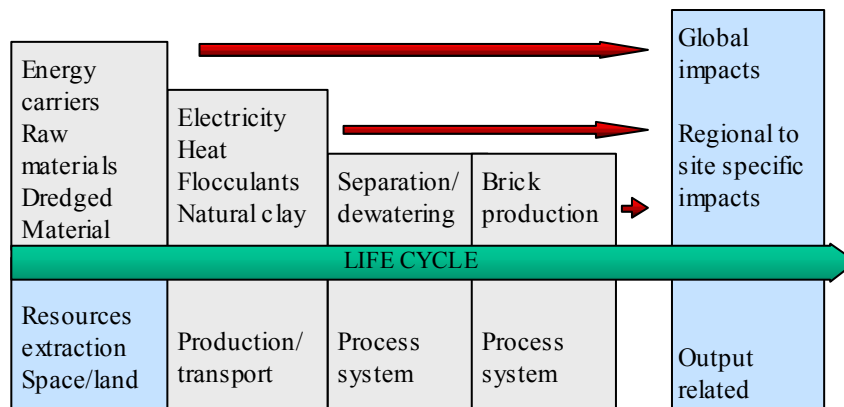 Energy
carriers
Raw
materials
Dredged
Material
Electricity
Heat
Flocculants
Natural clay
Separation/
dewatering
Brick
production
Global
impacts
Regional to
site specific
impacts
LIFE CYCLE
Resources
extraction
Space/land
Production/
transport
Process
system
Process
system
Output
related